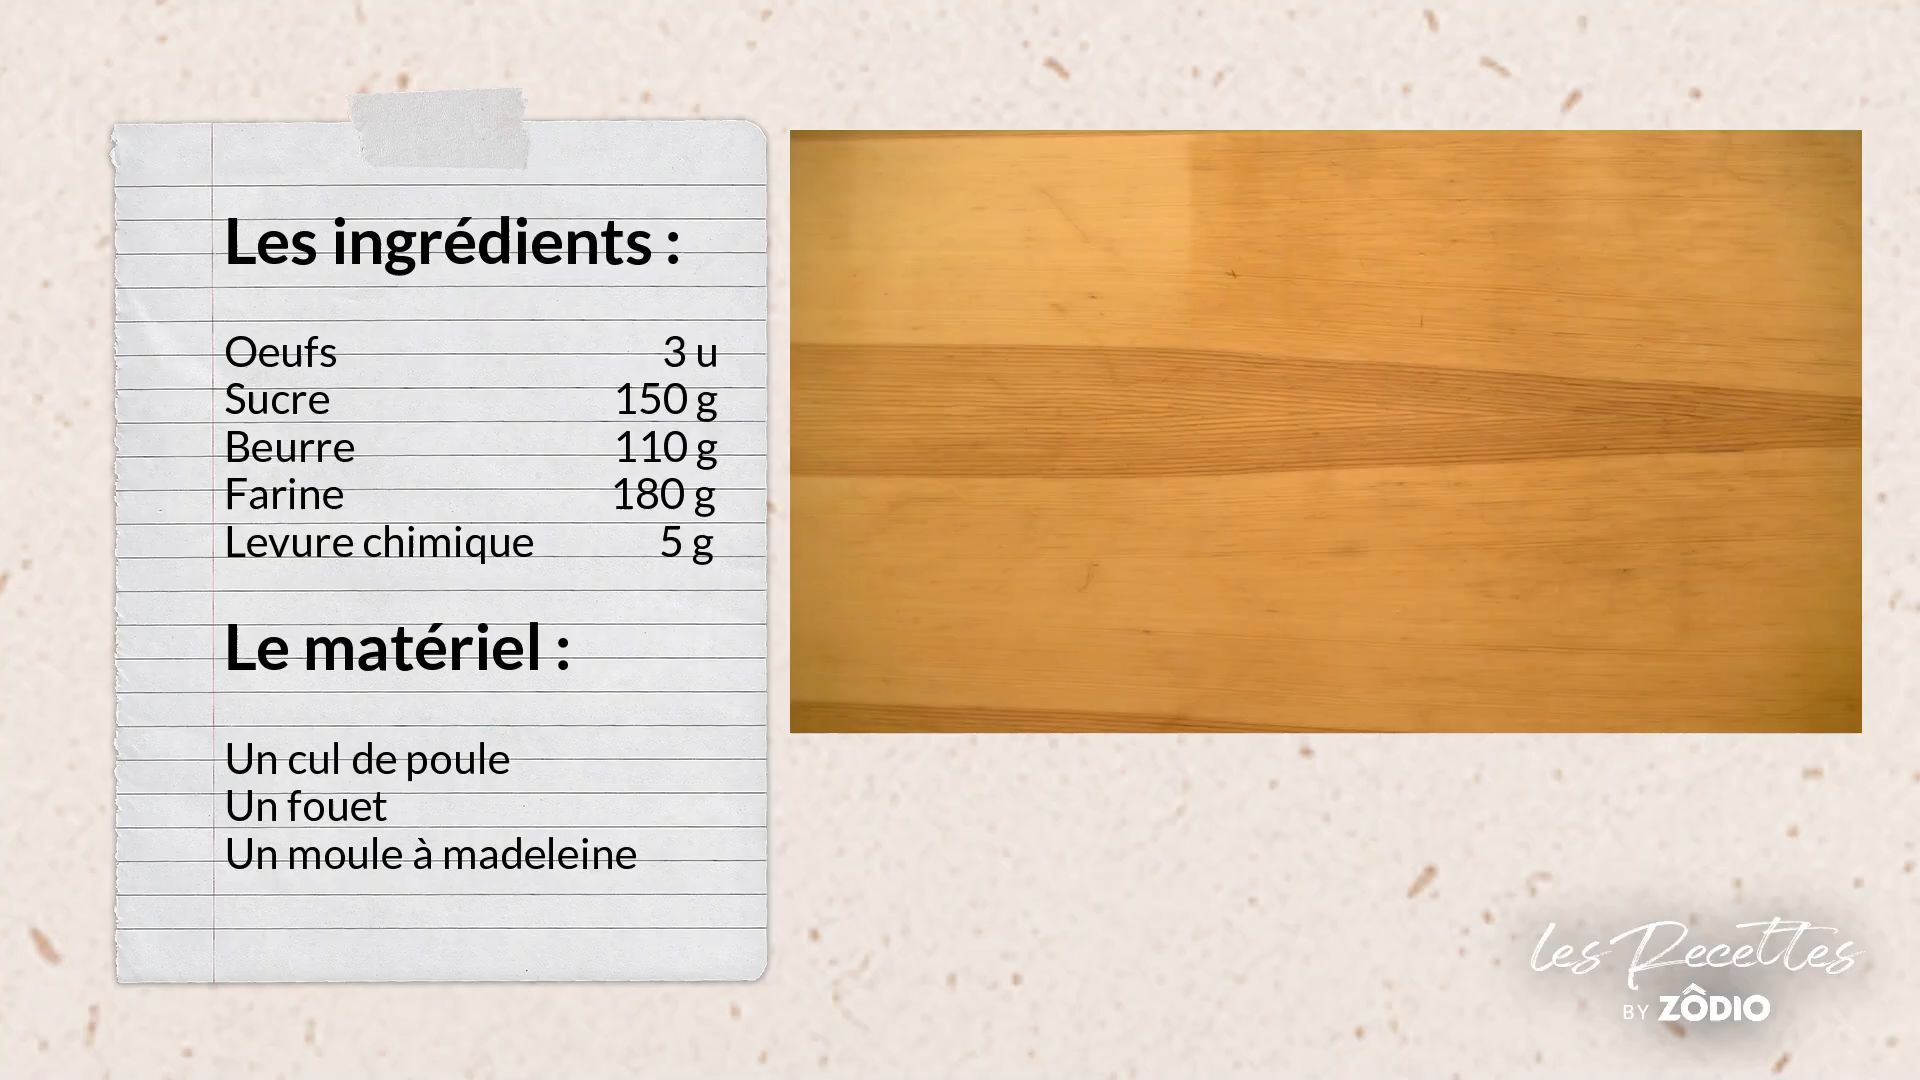 Les ingrédients :
Oeufs 3 u
Sucre 150 g
Beurre 110 g
Farine 180 g
Levure chimique 5 g
Le matériel :
Un cul de poule
Un fouet
Un moule à madeleine
Les Recettes
BY ZÔDIO